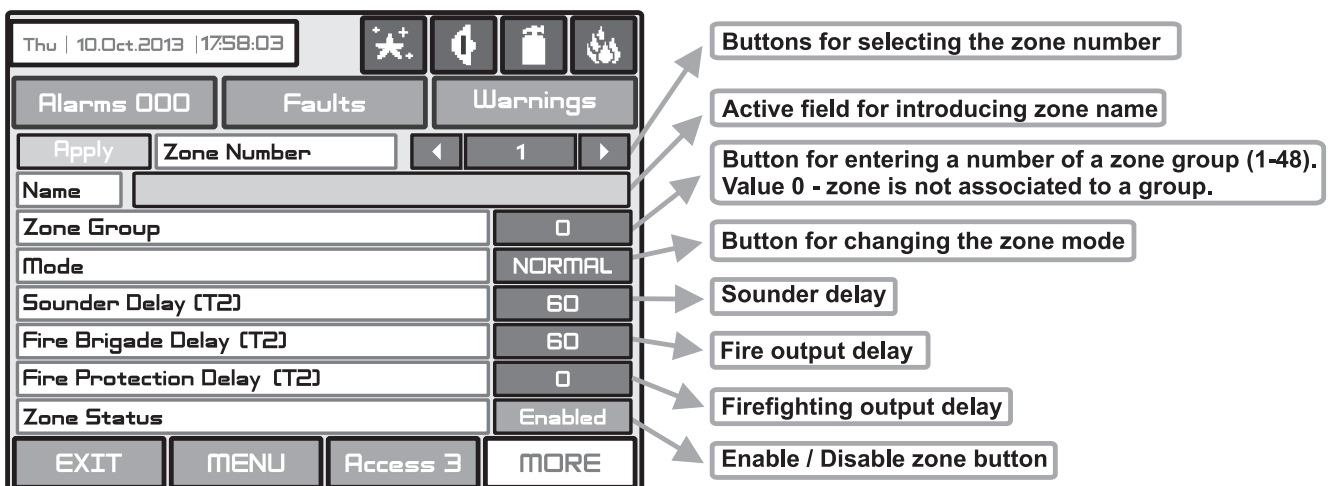 Thu | 10.Oct.2013 |17:58:03
Alarms 000
Faults
Warnings
Apply
Zone Number
1
Name
Zone Group
0
Mode
NORMAL
Sounder Delay (T2)
60
Fire Brigade Delay (T2)
60
Fire Protection Delay (T2)
0
Zone Status
Enabled
EXIT
MENU
Access 3
MORE
Buttons for selecting the zone number
Active field for introducing zone name
Button for entering a number of a zone group (1-48).
Value 0 - zone is not associated to a group.
Button for changing the zone mode
Sounder delay
Fire output delay
Firefighting output delay
Enable / Disable zone button